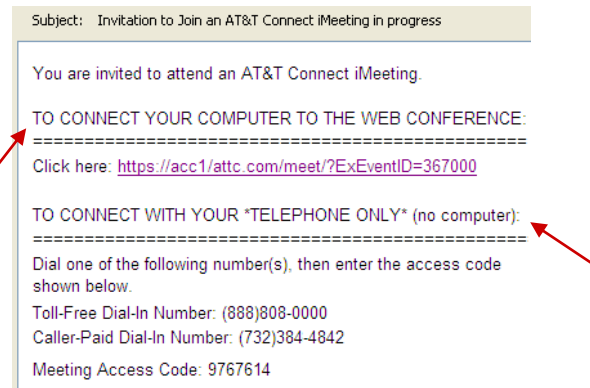 Subject: Invitation to Join an AT&T Connect iMeeting in progress
You are invited to attend an AT&T Connect iMeeting.
TO CONNECT YOUR COMPUTER TO THE WEB CONFERENCE:
================================================
Click here: https://acc1/attc.com/meet/?ExEventID=367000
TO CONNECT WITH YOUR *TELEPHONE ONLY* (no computer):
================================================
Dial one of the following number(s), then enter the access code
shown below.
Toll-Free Dial-In Number: (888)808-0000
Caller-Paid Dial-In Number: (732)384-4842
Meeting Access Code: 9767614